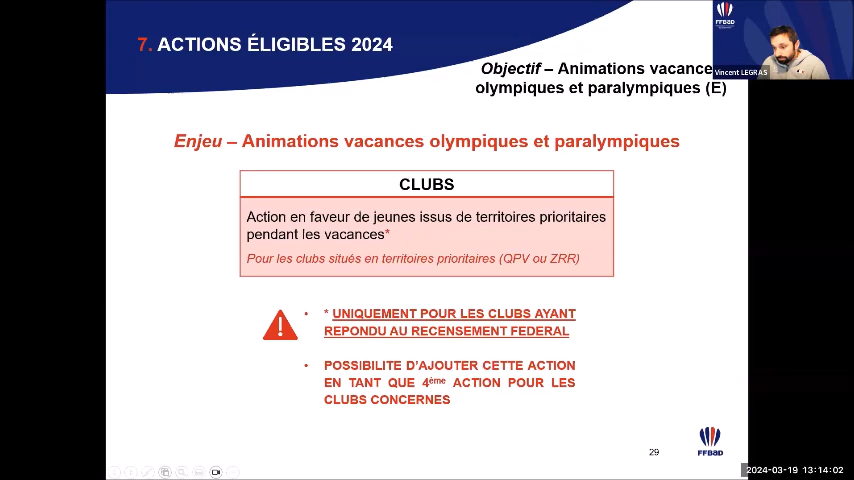 7. ACTIONS ÉLIGIBLES 2024
FFBaD
Vincent LEGRAS
Objectif – Animations vacance
olympiques et paralympiques (E)
Enjeu – Animations vacances olympiques et paralympiques
CLUBS
Action en faveur de jeunes issus de territoires prioritaires
pendant les vacances*
Pour les clubs situés en territoires prioritaires (QPV ou ZRR)
• * UNIQUEMENT POUR LES CLUBS AYANT
REPONDU AU RECENSEMENT FEDERAL
• POSSIBILITE D'AJOUTER CETTE ACTION
EN TANT QUE 4ème ACTION POUR LES
CLUBS CONCERNES
29
FFBaD
2024-03-19 13:14:02